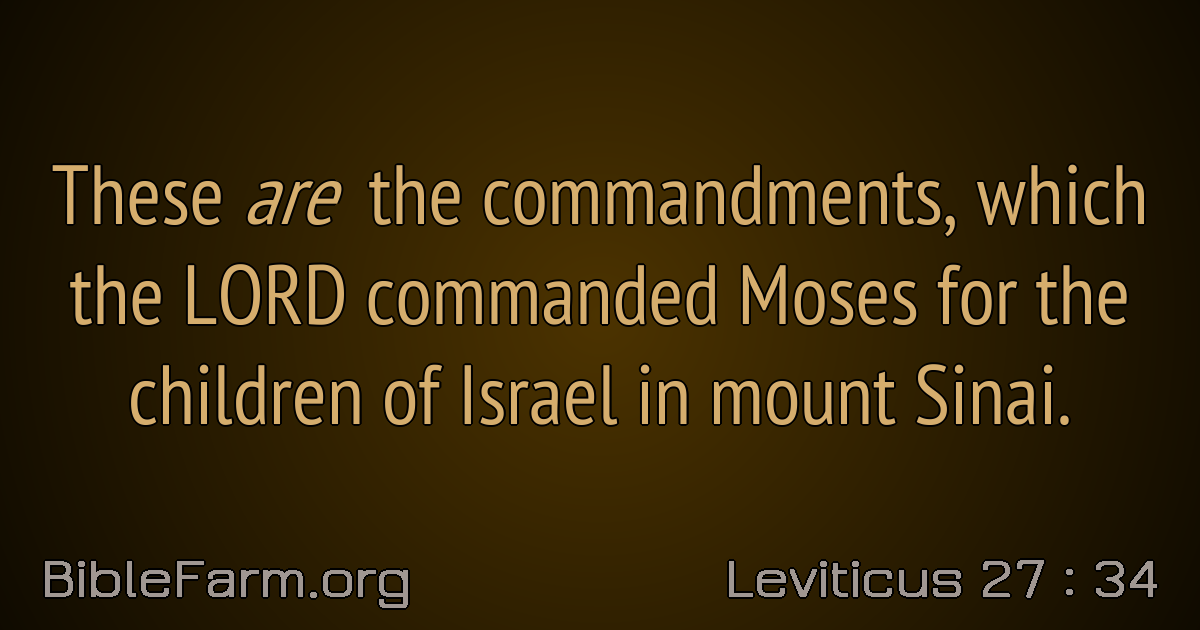 These are the commandments, which
the LORD commanded Moses for the
children of Israel in mount Sinai.
BibleFarm.org
Leviticus 27 : 34